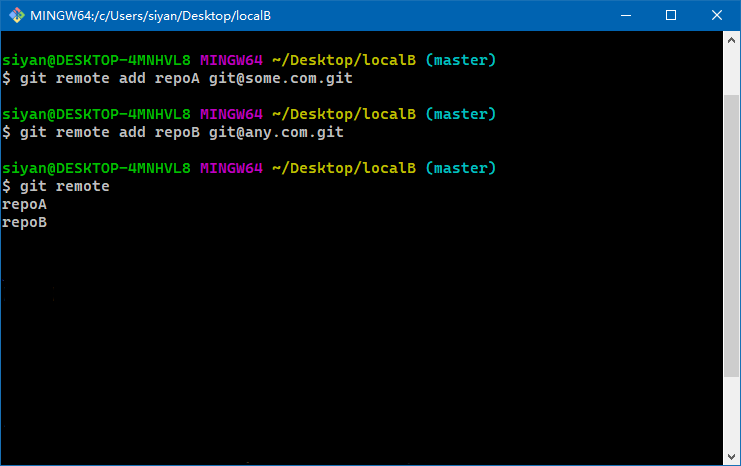 MINGW64:/c/Users/siyan/Desktop/localB
siyan@DESKTOP-4MNHVL8 MINGW64 ~/Desktop/localB (master)
$ git remote add repoA git@some.com.git
siyan@DESKTOP-4MNHVL8 MINGW64 ~/Desktop/localB (master)
$ git remote add repoB git@any.com.git
siyan@DESKTOP-4MNHVL8 MINGW64 ~/Desktop/localB (master)
$ git remote
repoA
repoB